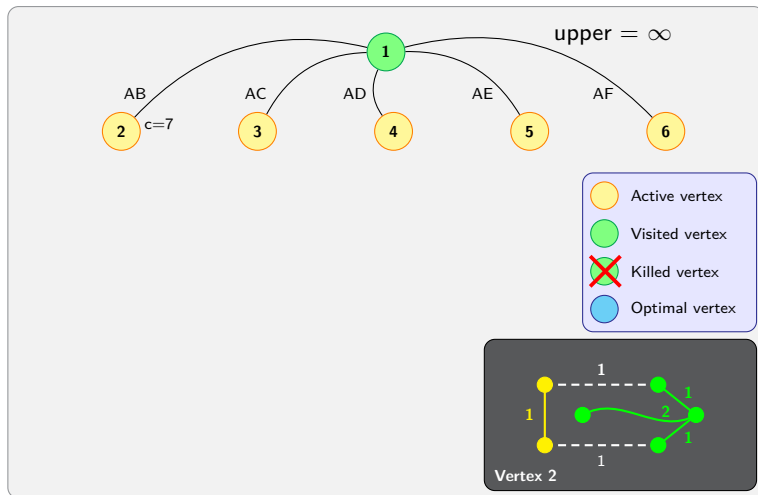 upper = ∞
1
AB
AC
AD
AE
AF
2
c=7
3
4
5
6
Active vertex
Visited vertex
Killed vertex
Optimal vertex
1
1
1
2
1
1
Vertex 2